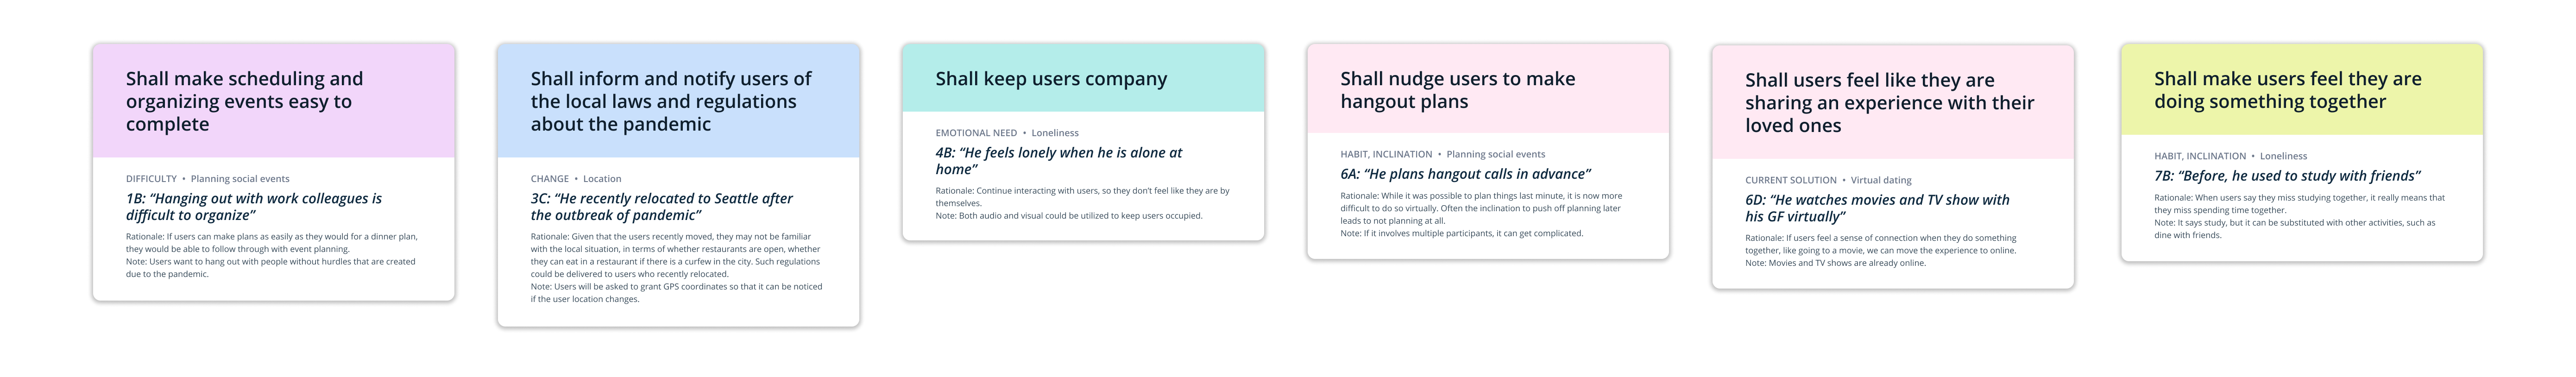 Shall make scheduling and
organizing events easy to
complete
DIFFICULTY • Planning social events
1B: “Hanging out with work colleagues is
difficult to organize”
Rationale: If users can make plans as easily as they would for a dinner plan,
they would be able to follow through with event planning.
Note: Users want to hang out with people without hurdles that are created
due to the pandemic.
Shall inform and notify users of
the local laws and regulations
about the pandemic
CHANGE • Location
3C: “He recently relocated to Seattle after
the outbreak of pandemic”
Rationale: Given that the users recently moved, they may not be familiar
with the local situation, in terms of whether restaurants are open, whether
they can eat in a restaurant if there is a curfew in the city. Such regulations
could be delivered to users who recently relocated.
Note: Users will be asked to grant GPS coordinates so that it can be noticed
if the user location changes.
Shall keep users company
EMOTIONAL NEED • Loneliness
4B: “He feels lonely when he is alone at
home”
Rationale: Continue interacting with users, so they don’t feel like they are by
themselves.
Note: Both audio and visual could be utilized to keep users occupied.
Shall nudge users to make
hangout plans
HABIT, INCLINATION • Planning social events
6A: “He plans hangout calls in advance”
Rationale: While it was possible to plan things last minute, it is now more
difficult to do so virtually. Often the inclination to push off planning later
leads to not planning at all.
Note: If it involves multiple participants, it can get complicated.
Shall users feel like they are
sharing an experience with their
loved ones
CURRENT SOLUTION • Virtual dating
6D: “He watches movies and TV show with
his GF virtually”
Rationale: If users feel a sense of connection when they do something
together, like going to a movie, we can move the experience to online.
Note: Movies and TV shows are already online.
Shall make users feel they are
doing something together
HABIT, INCLINATION • Loneliness
7B: “Before, he used to study with friends”
Rationale: When users say they miss studying together, it really means that
they miss spending time together.
Note: It says study, but it can be substituted with other activities, such as
dine with friends.